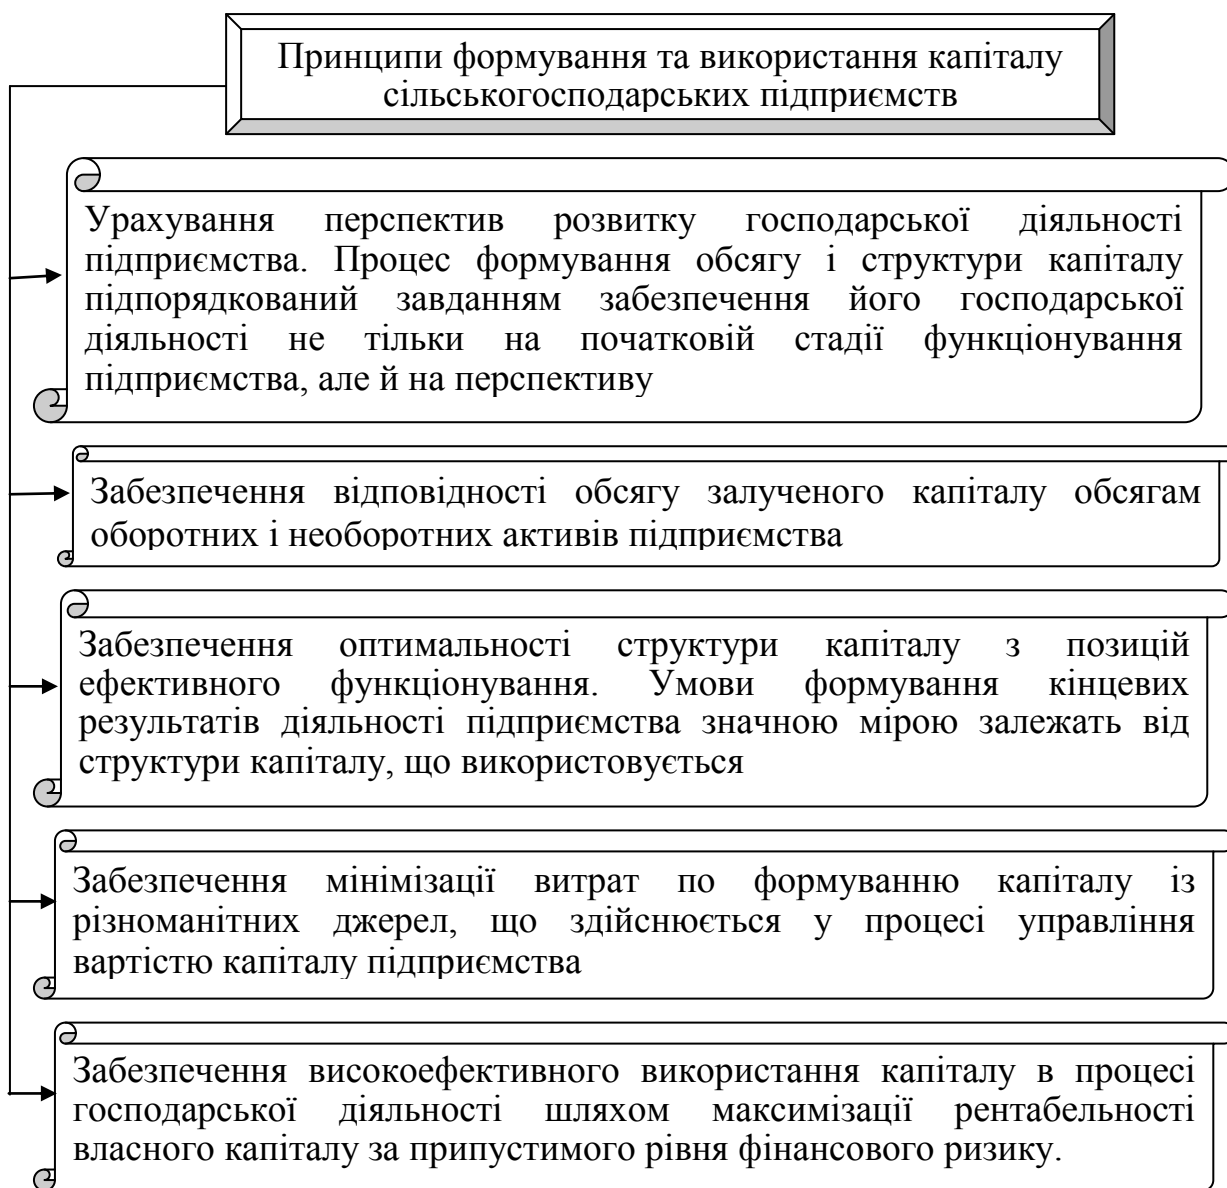 Принципи формування та використання капіталу
сільськогосподарських підприємств
Урахування перспектив розвитку господарської діяльності
підприємства. Процес формування обсягу і структури капіталу
підпорядкований завданням забезпечення його господарської
діяльності не тільки на початковій стадії функціонування
підприємства, але й на перспективу
Забезпечення відповідності обсягу залученого капіталу обсягам
оборотних і необоротних активів підприємства
Забезпечення оптимальності структури капіталу з позицій
ефективного функціонування. Умови формування кінцевих
результатів діяльності підприємства значною мірою залежать від
структури капіталу, що використовується
Забезпечення мінімізації витрат по формуванню капіталу із
різноманітних джерел, що здійснюється у процесі управління
вартістю капіталу підприємства
Забезпечення високоефективного використання капіталу в процесі
господарської діяльності шляхом максимізації рентабельності
власного капіталу за припустимого рівня фінансового ризику.